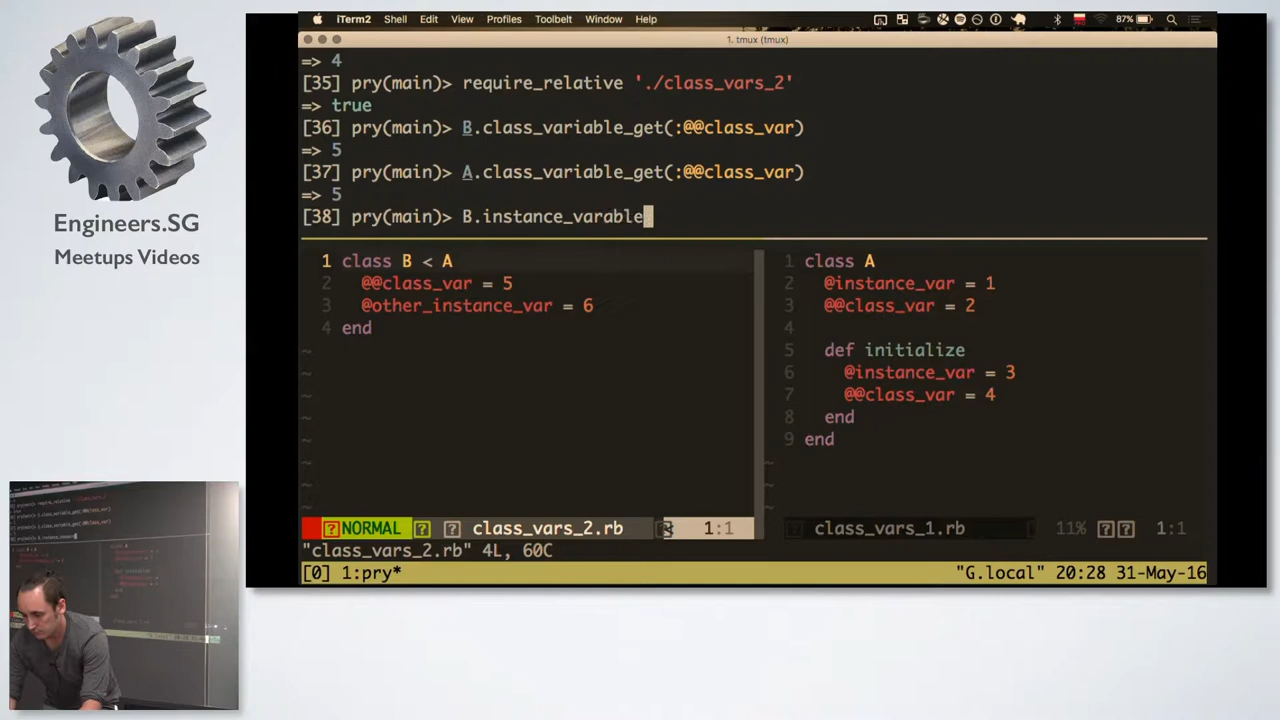 iTerm2 Shell Edit View Profiles Toolbelt Window Help 87%
1. tmux (tmux)
=> 4
[35] pry(main)> require_relative './class_vars_2'
=> true
[36] pry(main)> B.class_variable_get(:@@class_var)
=> 5
[37] pry(main)> A.class_variable_get(:@@class_var)
=> 5
[38] pry(main)> B.instance_varable
1 class B < A
2 @@class_var = 5
3 @other_instance_var = 6
4 end
~
~
~
~
~
~
~
NORMAL class_vars_2.rb 1:1
"class_vars_2.rb" 4L, 60C
1 class A
2 @instance_var = 1
3 @@class_var = 2
4
5 def initialize
6 @instance_var = 3
7 @@class_var = 4
8 end
9 end
~
~
class_vars_1.rb 11% 1:1
[0] 1:pry* "G.local" 20:28 31-May-16
Engineers.SG
Meetups Videos